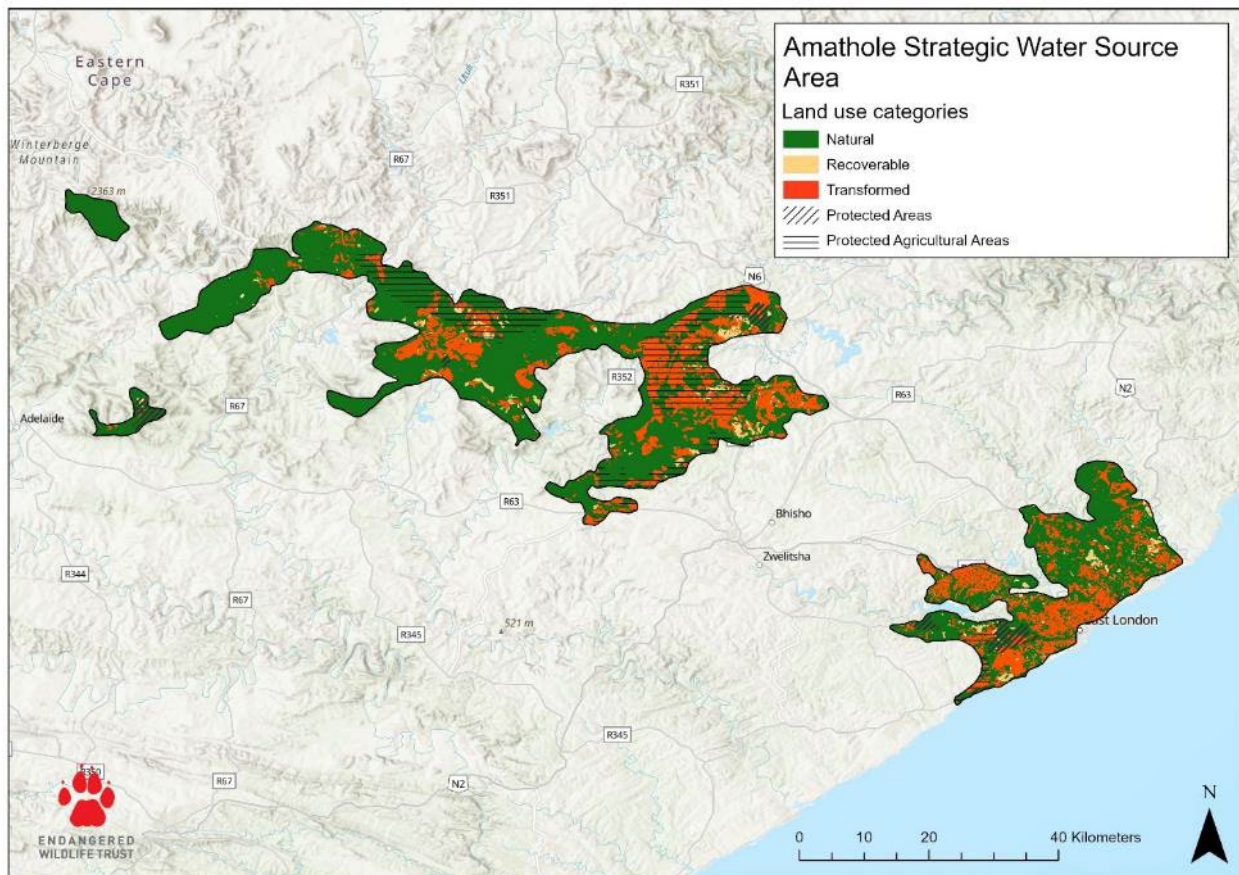 Amathole Strategic Water Source
Area
Land use categories
Natural
Recoverable
Transformed
Protected Areas
Protected Agricultural Areas
Eastern
Cape
R351
Winterberge
Mountain
R67
2363 m
R351
N6
R352
R63
N2
R67
Adelaide
R63
Bhisho
Zwelitsha
R344
R67
R345
521 m
East London
R345
N2
R67
ENDANGERED
WILDLIFE TRUST
N
0 10 20 40 Kilometers